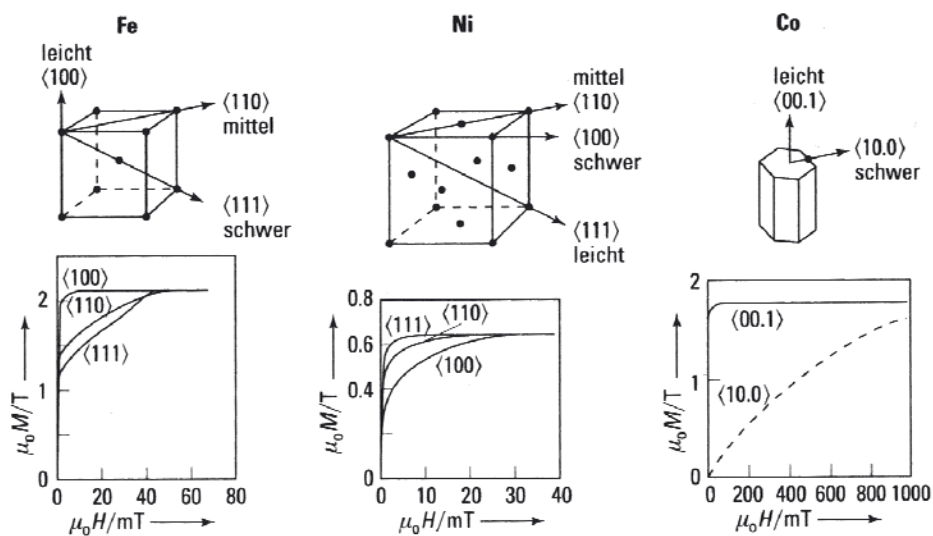 Fe
leicht
⟨100⟩
⟨110⟩
mittel
⟨111⟩
schwer
2
1
0
μ₀M/T
⟨100⟩
⟨110⟩
⟨111⟩
0 20 40 60 80
μ₀H/mT
Ni
mittel
⟨110⟩
⟨100⟩
schwer
⟨111⟩
leicht
0.8
0.6
0.4
0
μ₀M/T
⟨111⟩
⟨110⟩
⟨100⟩
0 10 20 30 40
μ₀H/mT
Co
leicht
⟨00.1⟩
⟨10.0⟩
schwer
2
1
0
μ₀M/T
⟨00.1⟩
⟨10.0⟩
0 200 400 600 800 1000
μ₀H/mT